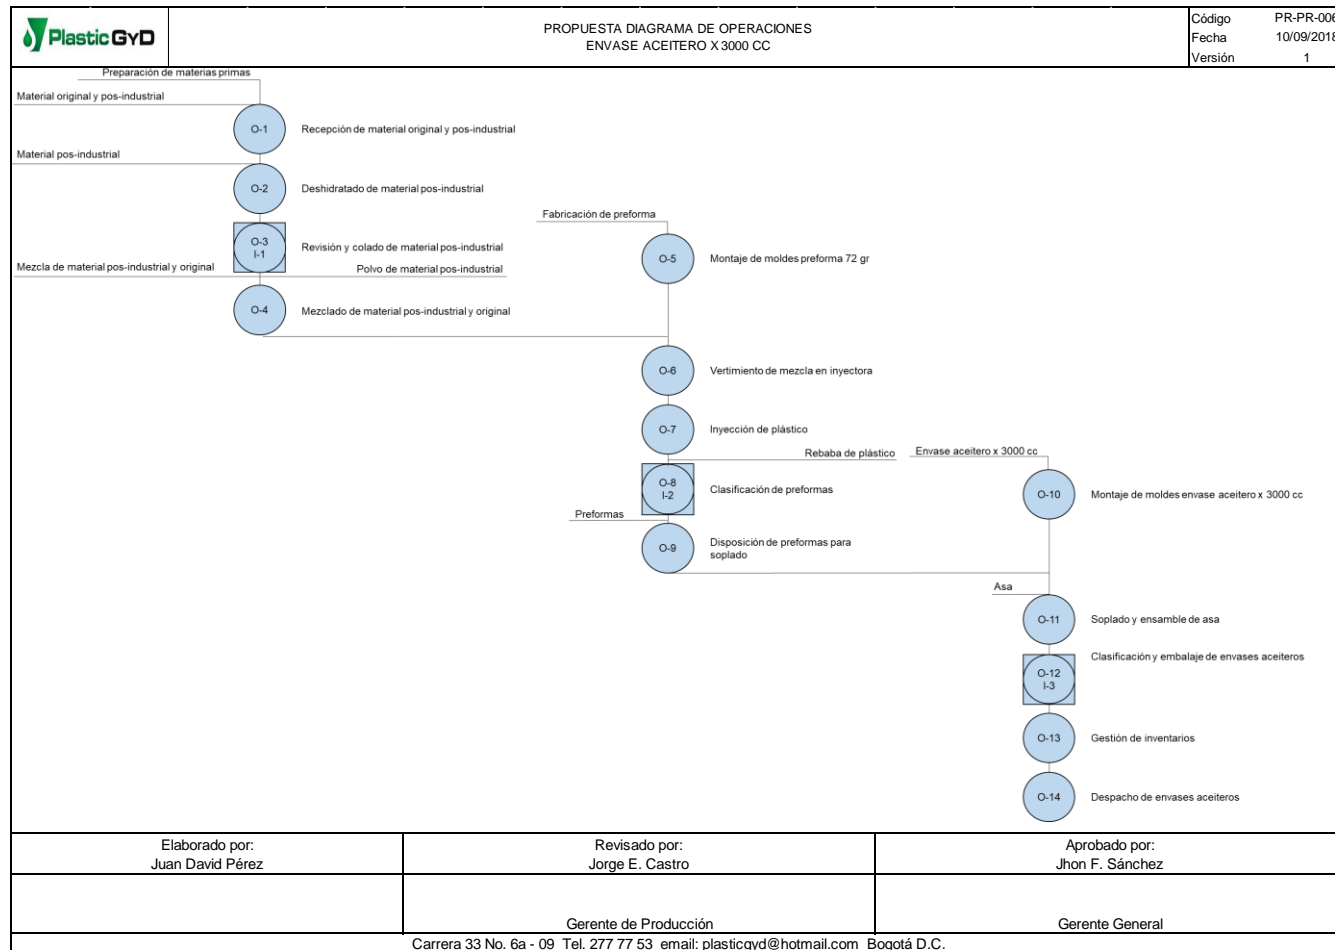 Plastic GYD
PROPUESTA DIAGRAMA DE OPERACIONES
ENVASE ACEITERO X 3000 CC
Código PR-PR-006
Fecha 10/09/2018
Versión 1
Preparación de materias primas
Material original y pos-industrial
O-1
Recepción de material original y pos-industrial
Material pos-industrial
O-2
Deshidratado de material pos-industrial
O-3
I-1
Revisión y colado de material pos-industrial
Mezcla de material pos-industrial y original
Polvo de material pos-industrial
O-4
Mezclado de material pos-industrial y original
Fabricación de preforma
O-5
Montaje de moldes preforma 72 gr
O-6
Vertimiento de mezcla en inyectora
O-7
Inyección de plástico
Rebaba de plástico
O-8
I-2
Clasificación de preformas
Preformas
O-9
Disposición de preformas para
soplado
Envase aceitero x 3000 cc
O-10
Montaje de moldes envase aceitero x 3000 cc
Asa
O-11
Soplado y ensamble de asa
O-12
I-3
Clasificación y embalaje de envases aceiteros
O-13
Gestión de inventarios
O-14
Despacho de envases aceiteros
Elaborado por:
Juan David Pérez
Revisado por:
Jorge E. Castro
Aprobado por:
Jhon F. Sánchez
Gerente de Producción
Gerente General
Carrera 33 No. 6a - 09 Tel. 277 77 53 email: plasticgyd@hotmail.com Bogotá D.C.